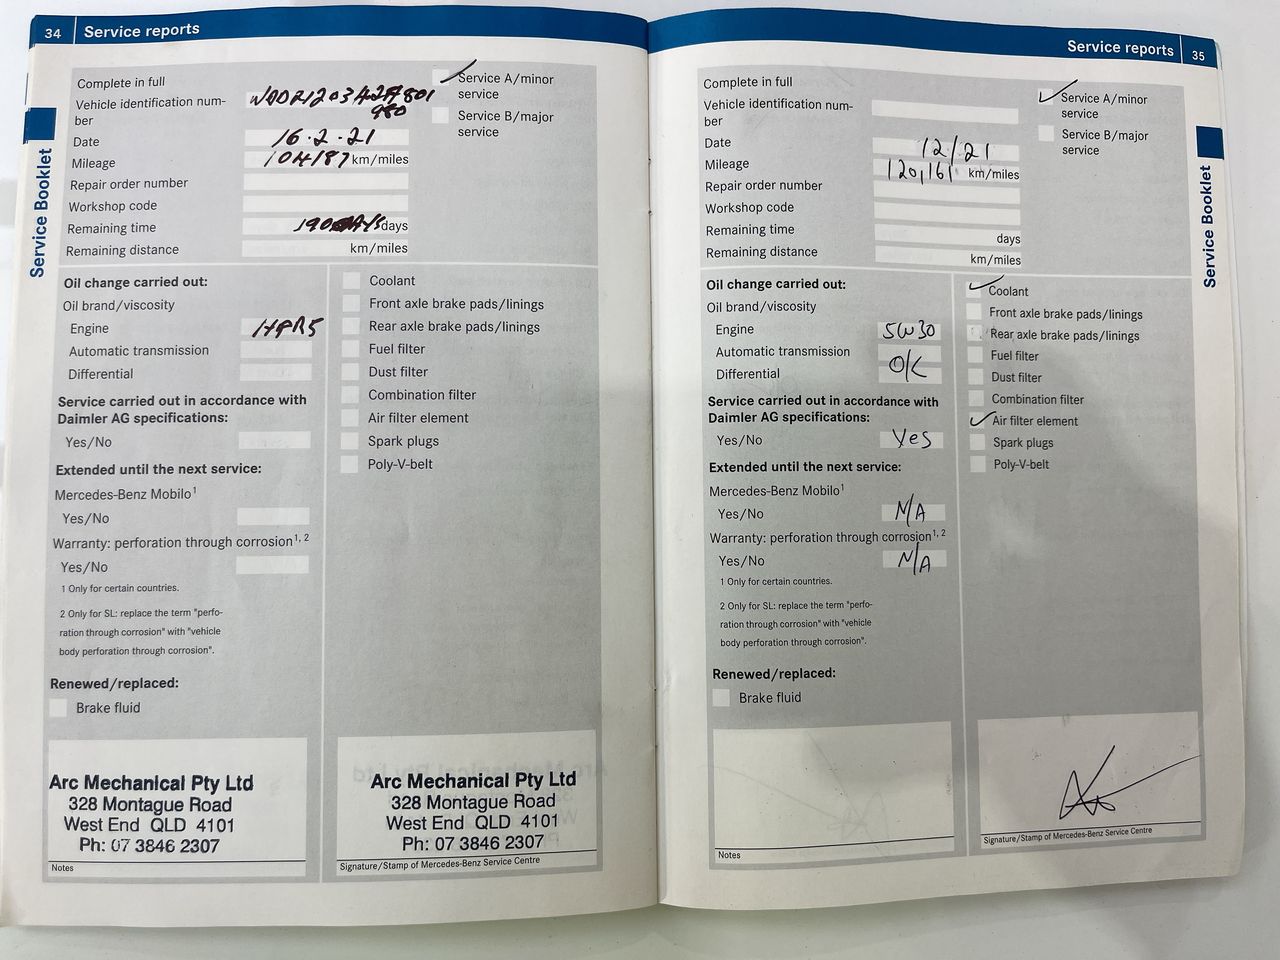 34 Service reports
Complete in full
Vehicle identification num-
ber
Date 16.2.21
Mileage 104187 km/miles
Repair order number
Workshop code
Remaining time days
Remaining distance km/miles
Service A/minor
service
Service B/major
service
Service Booklet
Oil change carried out:
Oil brand/viscosity
Engine HPR5
Automatic transmission
Differential
Service carried out in accordance with
Daimler AG specifications:
Yes/No
Extended until the next service:
Mercedes-Benz Mobilo1
Yes/No
Warranty: perforation through corrosion1, 2
Yes/No
1 Only for certain countries.
2 Only for SL: replace the term "perfo-
ration through corrosion" with "vehicle
body perforation through corrosion".
Renewed/replaced:
Brake fluid
Coolant
Front axle brake pads/linings
Rear axle brake pads/linings
Fuel filter
Dust filter
Combination filter
Air filter element
Spark plugs
Poly-V-belt
Arc Mechanical Pty Ltd
328 Montague Road
West End QLD 4101
Ph: 07 3846 2307
Notes
Arc Mechanical Pty Ltd
328 Montague Road
West End QLD 4101
Ph: 07 3846 2307
Signature/Stamp of Mercedes-Benz Service Centre
Service reports 35
Complete in full
Vehicle identification num-
ber
Date 12/21
Mileage 120,161 km/miles
Repair order number
Workshop code
Remaining time days
Remaining distance km/miles
Service A/minor
service
Service B/major
service
Service Booklet
Oil change carried out:
Oil brand/viscosity
Engine 5W30
Automatic transmission O/K
Differential
Service carried out in accordance with
Daimler AG specifications:
Yes/No Yes
Extended until the next service:
Mercedes-Benz Mobilo1
Yes/No N/A
Warranty: perforation through corrosion1, 2
Yes/No N/A
1 Only for certain countries.
2 Only for SL: replace the term "perfo-
ration through corrosion" with "vehicle
body perforation through corrosion".
Renewed/replaced:
Brake fluid
Coolant
Front axle brake pads/linings
Rear axle brake pads/linings
Fuel filter
Dust filter
Combination filter
Air filter element
Spark plugs
Poly-V-belt
Notes
Signature/Stamp of Mercedes-Benz Service Centre